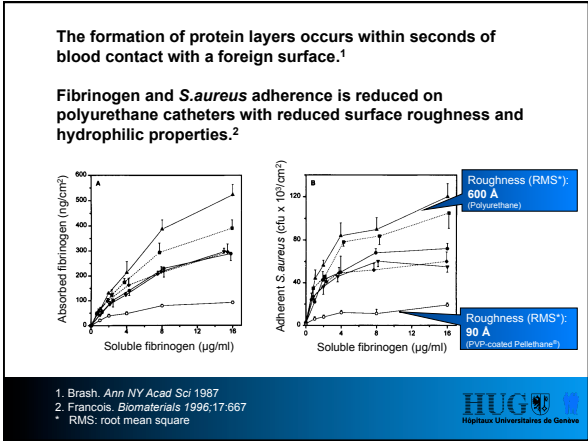 The formation of protein layers occurs within seconds of
blood contact with a foreign surface.1
Fibrinogen and S.aureus adherence is reduced on
polyurethane catheters with reduced surface roughness and
hydrophilic properties.2
Absorbed fibrinogen (ng/cm2)
600
500
400
300
200
100
0
A
0 4 8 12 16
Soluble fibrinogen (µg/ml)
Adherent S.aureus (cfu x 103/cm2)
120
80
40
0
B
0 4 8 12 16
Soluble fibrinogen (µg/ml)
Roughness (RMS*):
600 Å
(Polyurethane)
Roughness (RMS*):
90 Å
(PVP-coated Pellethane®)
1. Brash. Ann NY Acad Sci 1987
2. Francois. Biomaterials 1996;17:667
* RMS: root mean square
HUG
Hôpitaux Universitaires de Genève